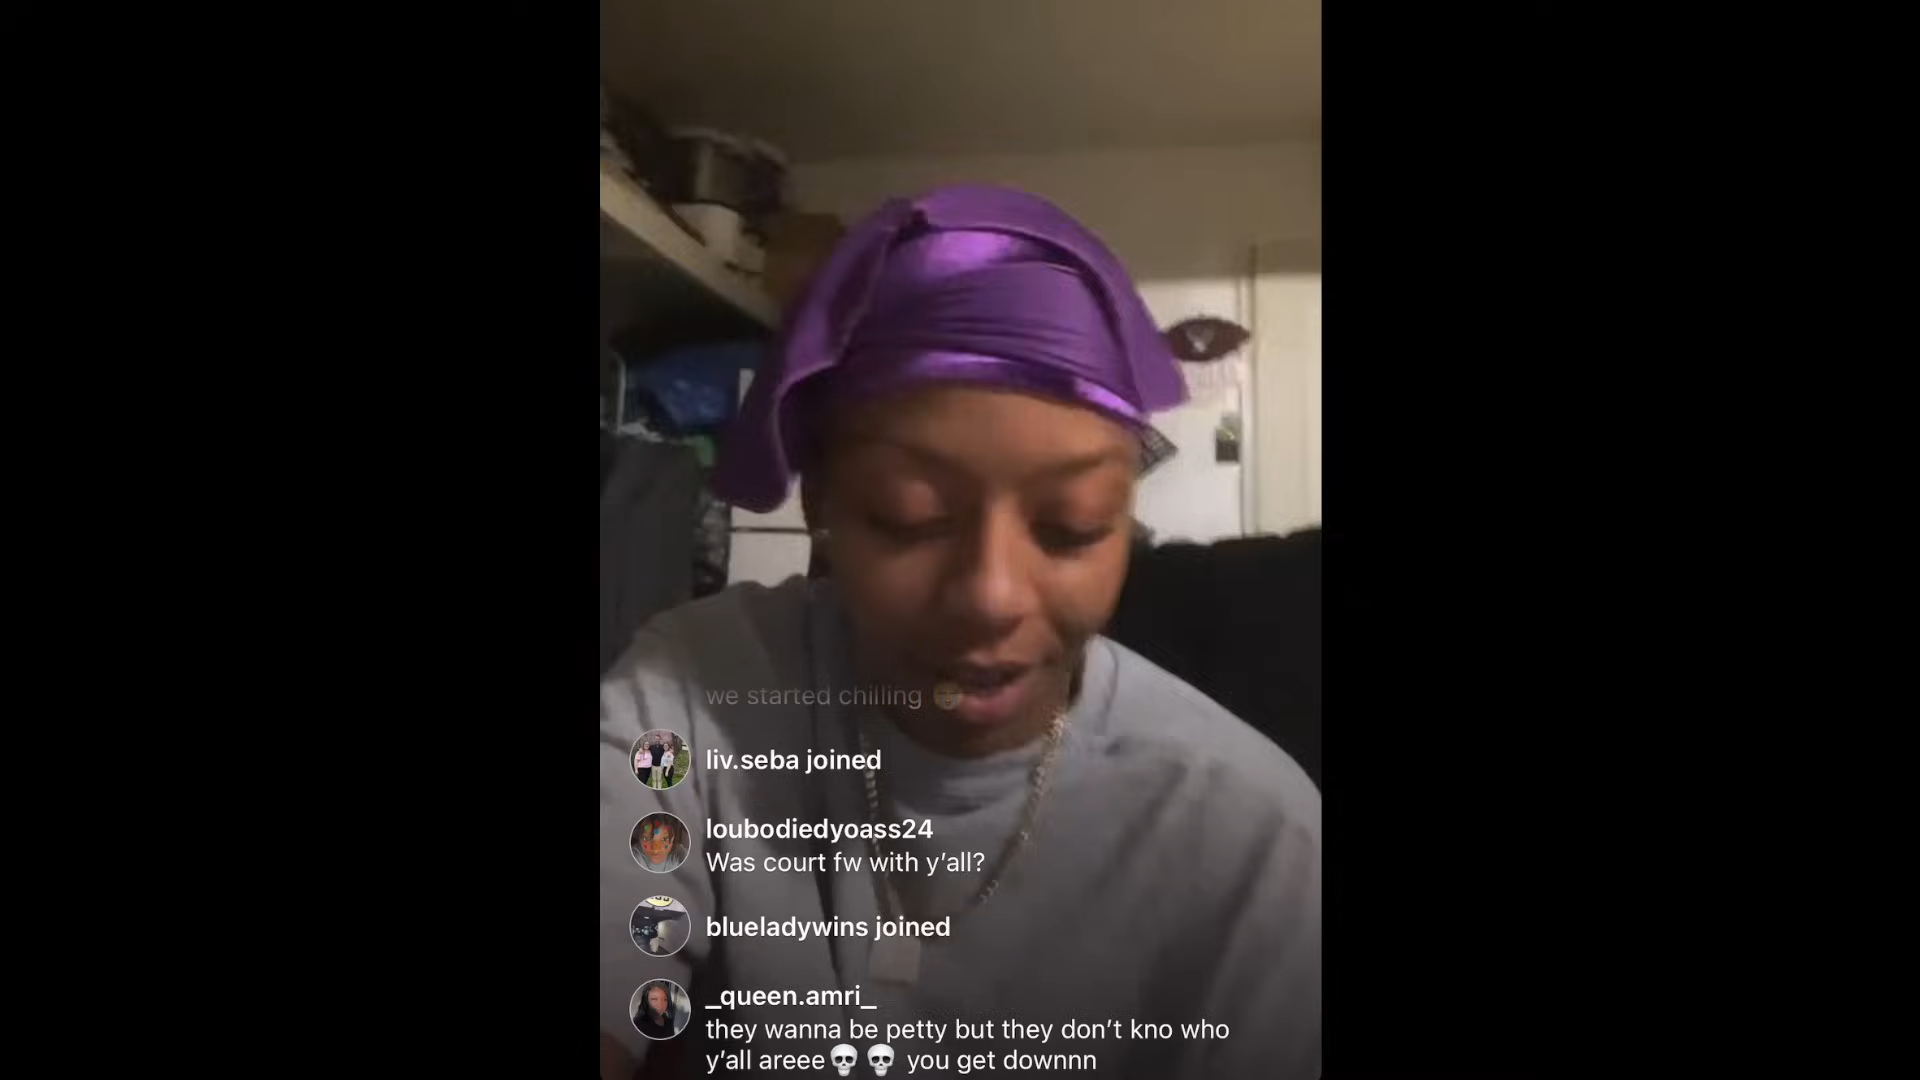 we started chilling
liv.seba joined
loubodiedyoass24
Was court fw with y’all?
blueladywins joined
_queen.amri_
they wanna be petty but they don’t kno who
y’all areee💀💀 you get downnn